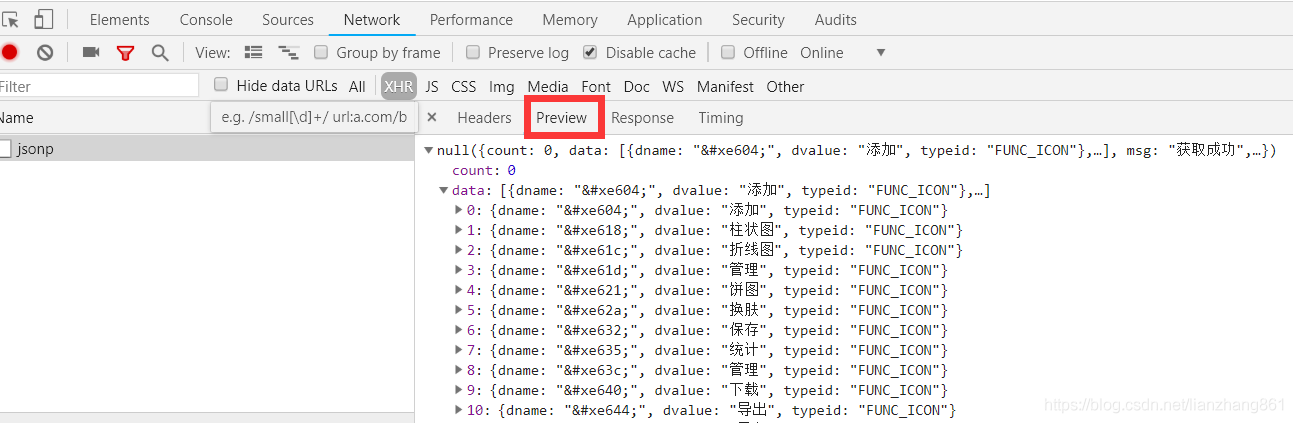 Elements Console Sources Network Performance Memory Application Security Audits
View: Group by frame Preserve log Disable cache Offline Online
Filter Hide data URLs All XHR JS CSS Img Media Font Doc WS Manifest Other
Name e.g. /small[\d]+/ url:a.com/b × Headers Preview Response Timing
jsonp
null({count: 0, data: [{dname: "&#xe604;", dvalue: "添加", typeid: "FUNC_ICON"},…], msg: "获取成功",…})
count: 0
data: [{dname: "&#xe604;", dvalue: "添加", typeid: "FUNC_ICON"},…]
0: {dname: "&#xe604;", dvalue: "添加", typeid: "FUNC_ICON"}
1: {dname: "&#xe618;", dvalue: "柱状图", typeid: "FUNC_ICON"}
2: {dname: "&#xe61c;", dvalue: "折线图", typeid: "FUNC_ICON"}
3: {dname: "&#xe61d;", dvalue: "管理", typeid: "FUNC_ICON"}
4: {dname: "&#xe621;", dvalue: "饼图", typeid: "FUNC_ICON"}
5: {dname: "&#xe62a;", dvalue: "换肤", typeid: "FUNC_ICON"}
6: {dname: "&#xe632;", dvalue: "保存", typeid: "FUNC_ICON"}
7: {dname: "&#xe635;", dvalue: "统计", typeid: "FUNC_ICON"}
8: {dname: "&#xe63c;", dvalue: "管理", typeid: "FUNC_ICON"}
9: {dname: "&#xe640;", dvalue: "下载", typeid: "FUNC_ICON"}
10: {dname: "&#xe644;", dvalue: "导出", typeid: "FUNC_ICON"}
https://blog.csdn.net/lianzhang861